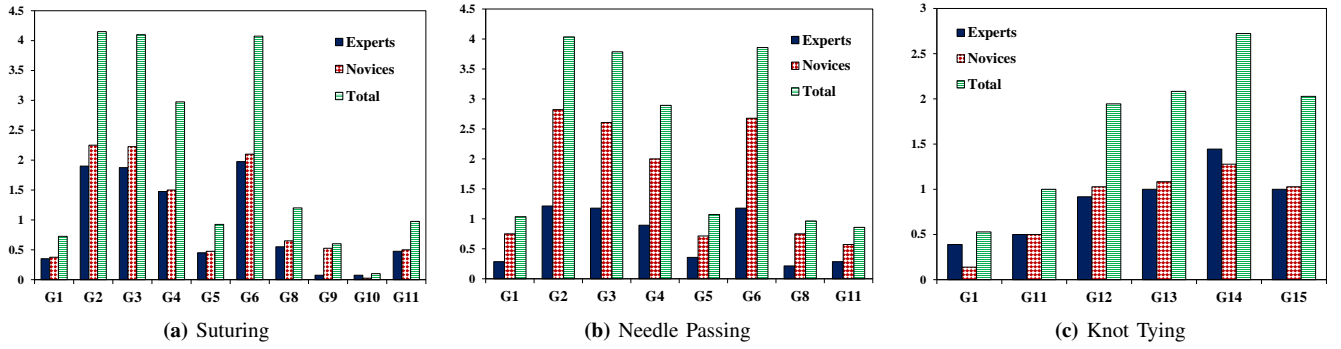 4.5
4
3.5
3
2.5
2
1.5
1
0.5
0
Experts
Novices
Total
G1 G2 G3 G4 G5 G6 G8 G9 G10 G11
(a) Suturing
4.5
4
3.5
3
2.5
2
1.5
1
0.5
0
Experts
Novices
Total
G1 G2 G3 G4 G5 G6 G8 G11
(b) Needle Passing
3
2.5
2
1.5
1
0.5
0
Experts
Novices
Total
G1 G11 G12 G13 G14 G15
(c) Knot Tying